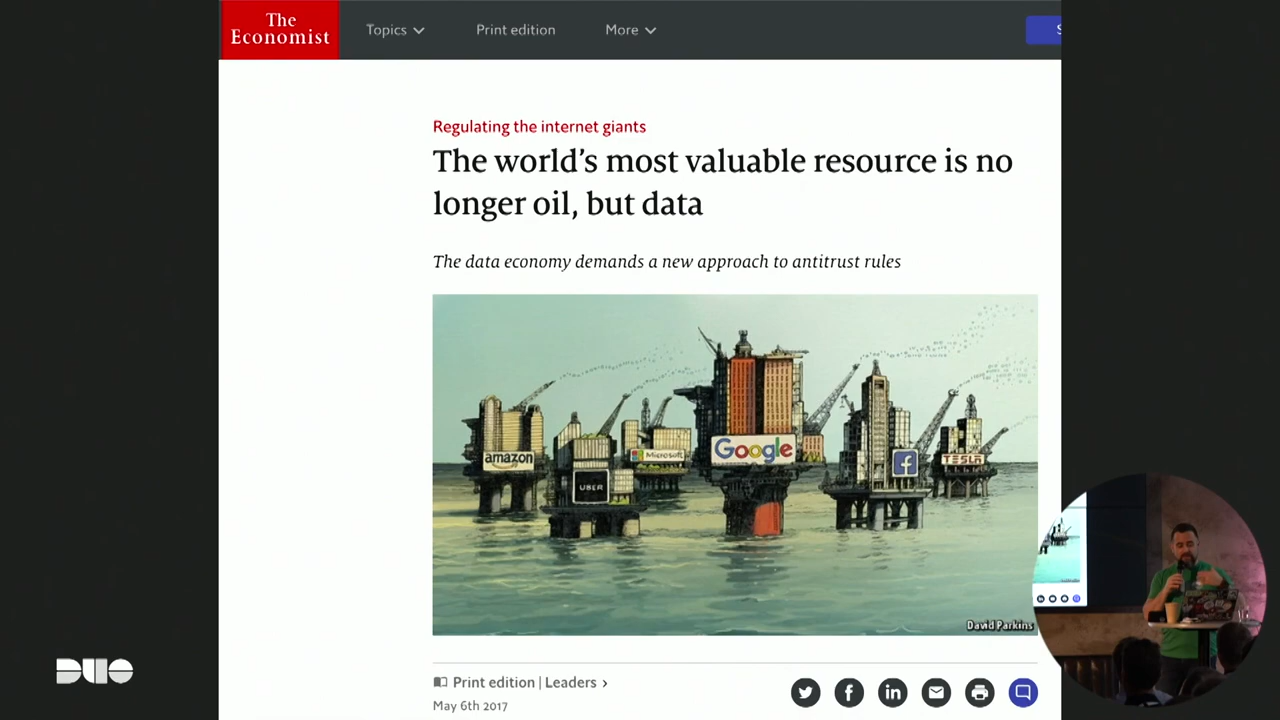 The
Economist
Topics
Print edition
More
Regulating the internet giants
The world's most valuable resource is no
longer oil, but data
The data economy demands a new approach to antitrust rules
amazon
UBER
Microsoft
Google
TESLA
David Parkins
Print edition | Leaders ›
May 6th 2017
DUO